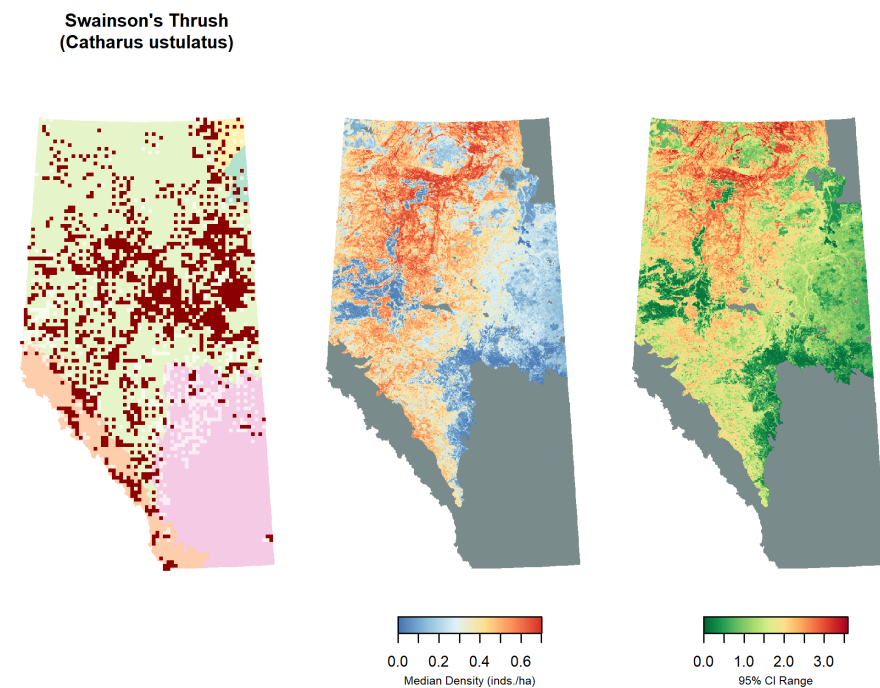 Swainson's Thrush
(Catharus ustulatus)
0.0 0.2 0.4 0.6
Median Density (inds./ha)
0.0 1.0 2.0 3.0
95% CI Range